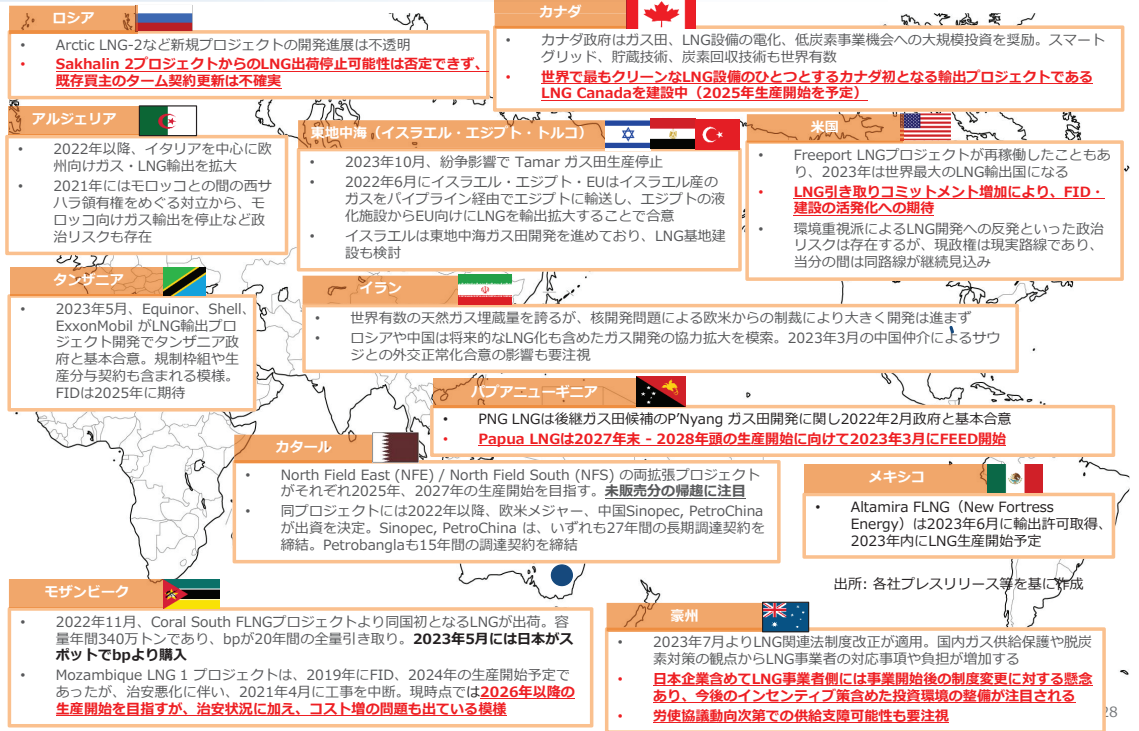 ロシア
・ Arctic LNG-2など新規プロジェクトの開発進展は不透明
・ Sakhalin 2プロジェクトからのLNG出荷停止可能性は否定できず、
既存買主のターム契約更新は不確実
カナダ
・ カナダ政府はガス田、LNG設備の電化、低炭素事業機会への大規模投資を奨励。スマート
グリッド、貯蔵技術、炭素回収技術も世界有数
・ 世界で最もクリーンなLNG設備のひとつとするカナダ初となる輸出プロジェクトである
LNG Canadaを建設中（2025年生産開始を予定）
アルジェリア
・ 2022年以降、イタリアを中心に欧
州向けガス・LNG輸出を拡大
・ 2021年にはモロッコとの間の西サ
ハラ領有権をめぐる対立から、モ
ロッコ向けガス輸出を停止など政
治リスクも存在
東地中海（イスラエル・エジプト・トルコ）
・ 2023年10月、紛争影響で Tamar ガス田生産停止
・ 2022年6月にイスラエル・エジプト・EUはイスラエル産の
ガスをパイプライン経由でエジプトに輸送し、エジプトの液
化施設からEU向けにLNGを輸出拡大することで合意
・ イスラエルは東地中海ガス田開発を進めており、LNG基地建
設も検討
米国
・ Freeport LNGプロジェクトが再稼働したこともあ
り、2023年は世界最大のLNG輸出国になる
・ LNG引き取りコミットメント増加により、FID・
建設の活発化への期待
・ 環境重視派によるLNG開発への反発といった政治
リスクは存在するが、現政権は現実路線であり、
当分の間は同路線が継続見込み
タンザニア
・ 2023年5月、Equinor、Shell、
ExxonMobil がLNG輸出プロ
ジェクト開発でタンザニア政
府と基本合意。規制枠組や生
産分与契約も含まれる模様。
FIDは2025年に期待
イラン
・ 世界有数の天然ガス埋蔵量を誇るが、核開発問題による欧米からの制裁により大きく開発は進まず
・ ロシアや中国は将来的なLNG化も含めたガス開発の協力拡大を模索。2023年3月の中国仲介によるサウ
ジとの外交正常化合意の影響も要注視
パプアニューギニア
・ PNG LNGは後継ガス田候補のP'Nyang ガス田開発に関し2022年2月政府と基本合意
・ Papua LNGは2027年末 - 2028年頭の生産開始に向けて2023年3月にFEED開始
カタール
・ North Field East (NFE) / North Field South (NFS) の両拡張プロジェクト
がそれぞれ2025年、2027年の生産開始を目指す。未販売分の帰趨に注目
・ 同プロジェクトには2022年以降、欧米メジャー、中国Sinopec, PetroChina
が出資を決定。Sinopec, PetroChina は、いずれも27年間の長期調達契約を
締結。Petrobanglaも15年間の調達契約を締結
メキシコ
・ Altamira FLNG（New Fortress
Energy）は2023年6月に輸出許可取得、
2023年内にLNG生産開始予定
出所: 各社プレスリリース等を基に作成
モザンビーク
・ 2022年11月、Coral South FLNGプロジェクトより同国初となるLNGが出荷。容
量年間340万トンであり、bpが20年間の全量引き取り。2023年5月には日本がス
ポットでbpより購入
・ Mozambique LNG 1 プロジェクトは、2019年にFID、2024年の生産開始予定で
あったが、治安悪化に伴い、2021年4月に工事を中断。現時点では2026年以降の
生産開始を目指すが、治安状況に加え、コスト増の問題も出ている模様
豪州
・ 2023年7月よりLNG関連法制度改正が適用。国内ガス供給保護や脱炭
素対策の観点からLNG事業者の対応事項や負担が増加する
・ 日本企業含めてLNG事業者側には事業開始後の制度変更に対する懸念
あり、今後のインセンティブ策含めた投資環境の整備が注目される
・ 労使協議動向次第での供給支障可能性も要注視
28